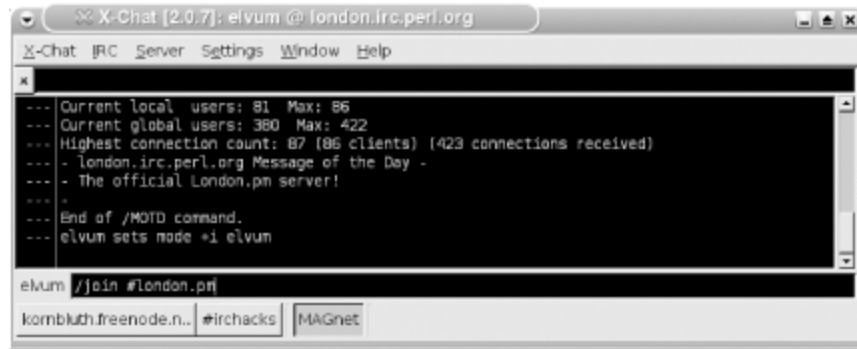 X-Chat [2.0.7]: elvum @ london.irc.perl.org
X-Chat IRC Server Settings Window Help
--- Current local users: 81 Max: 86
--- Current global users: 380 Max: 422
--- Highest connection count: 87 (86 clients) (423 connections received)
--- - london.irc.perl.org Message of the Day -
--- - The official London.pm server!
--- -
--- End of /MOTD command.
--- elvum sets mode +i elvum
elvum /join #london.pm
kornbluth.freenode.n.. #irchacks MAGnet